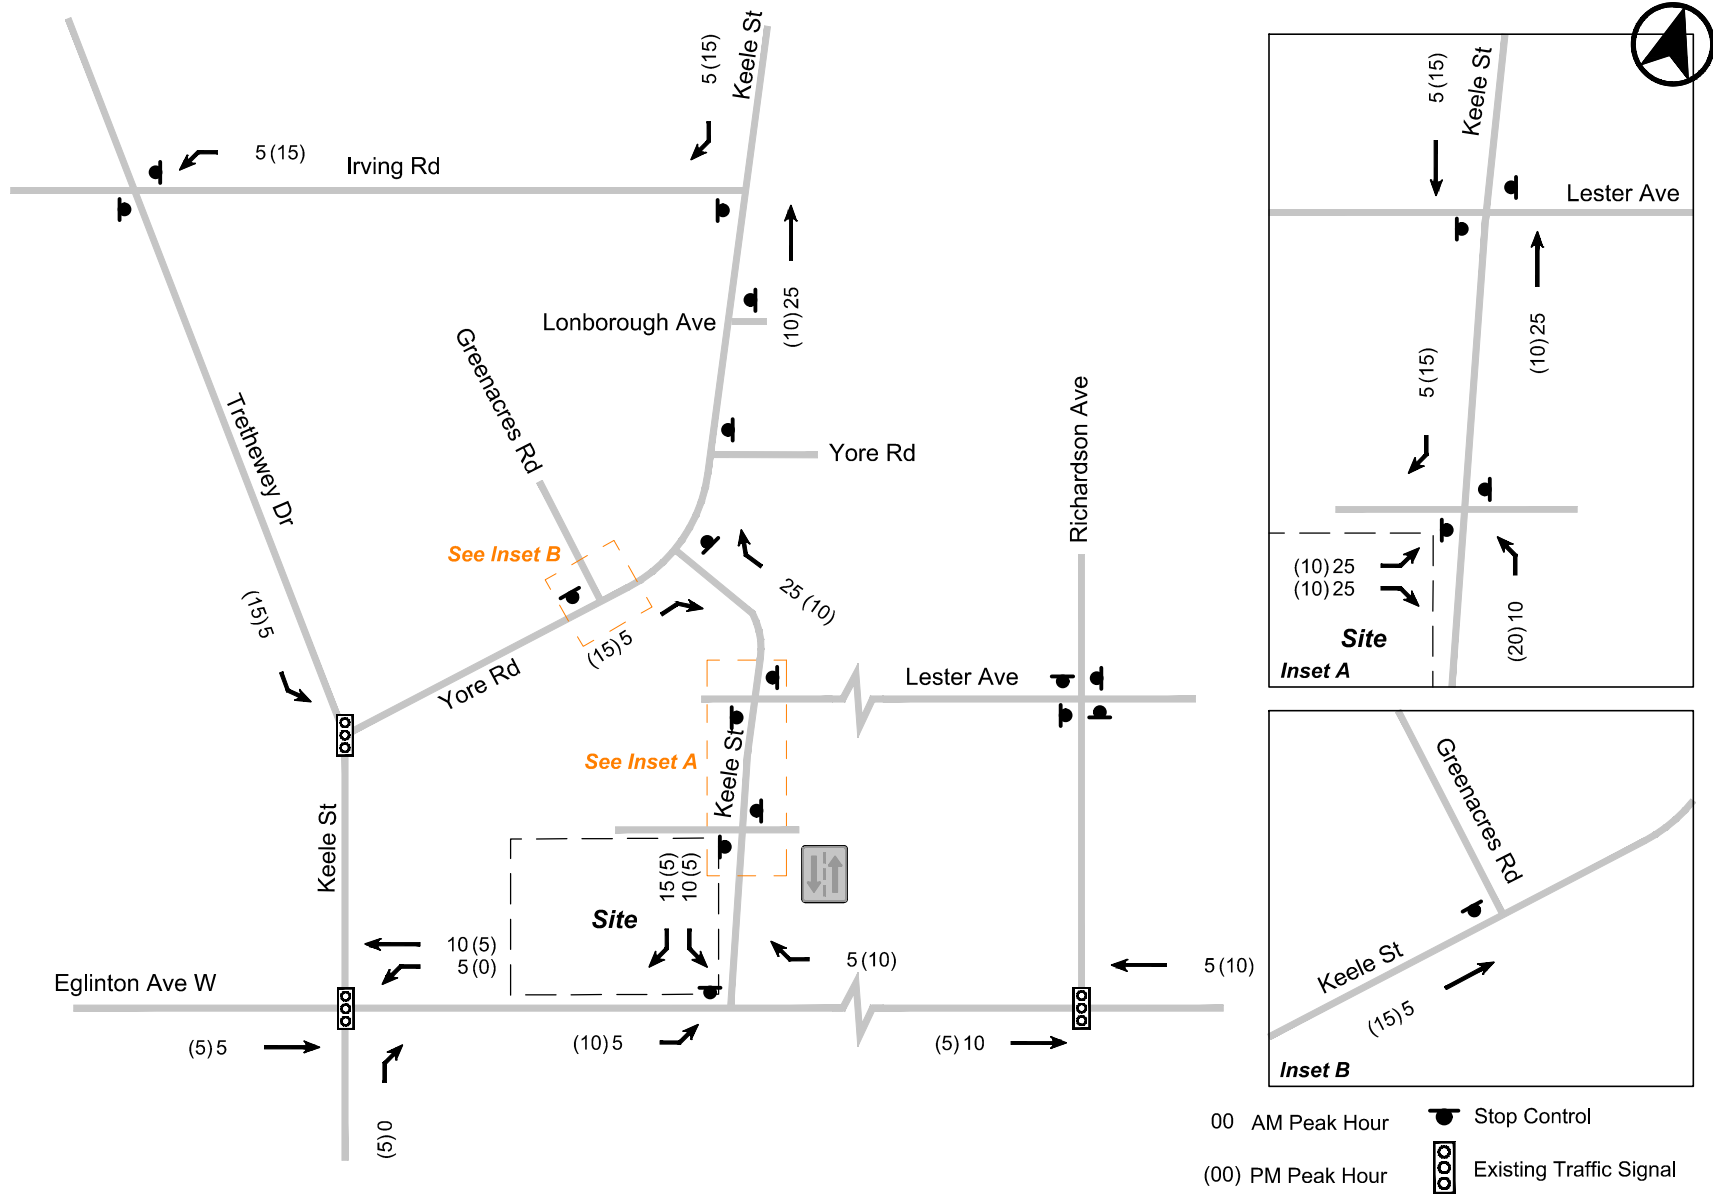 Keele St
5 (15)
5 (15)
Irving Rd
(10) 25
Lonborough Ave
Greenacres Rd
Trethewey Dr
Yore Rd
Richardson Ave
See Inset B
25 (10)
(15) 5
(15) 5
Yore Rd
Lester Ave
See Inset A
Keele St
Keele St
15 (5)
10 (5)
Site
10 (5)
5 (0)
5 (10)
5 (10)
Eglinton Ave W
(5) 5
(10) 5
(5) 10
(5) 0
5 (15)
Keele St
Lester Ave
(10) 25
5 (15)
(10) 25
(10) 25
(20) 10
Site
Inset A
Greenacres Rd
Keele St
(15) 5
Inset B
00 AM Peak Hour
Stop Control
(00) PM Peak Hour
Existing Traffic Signal